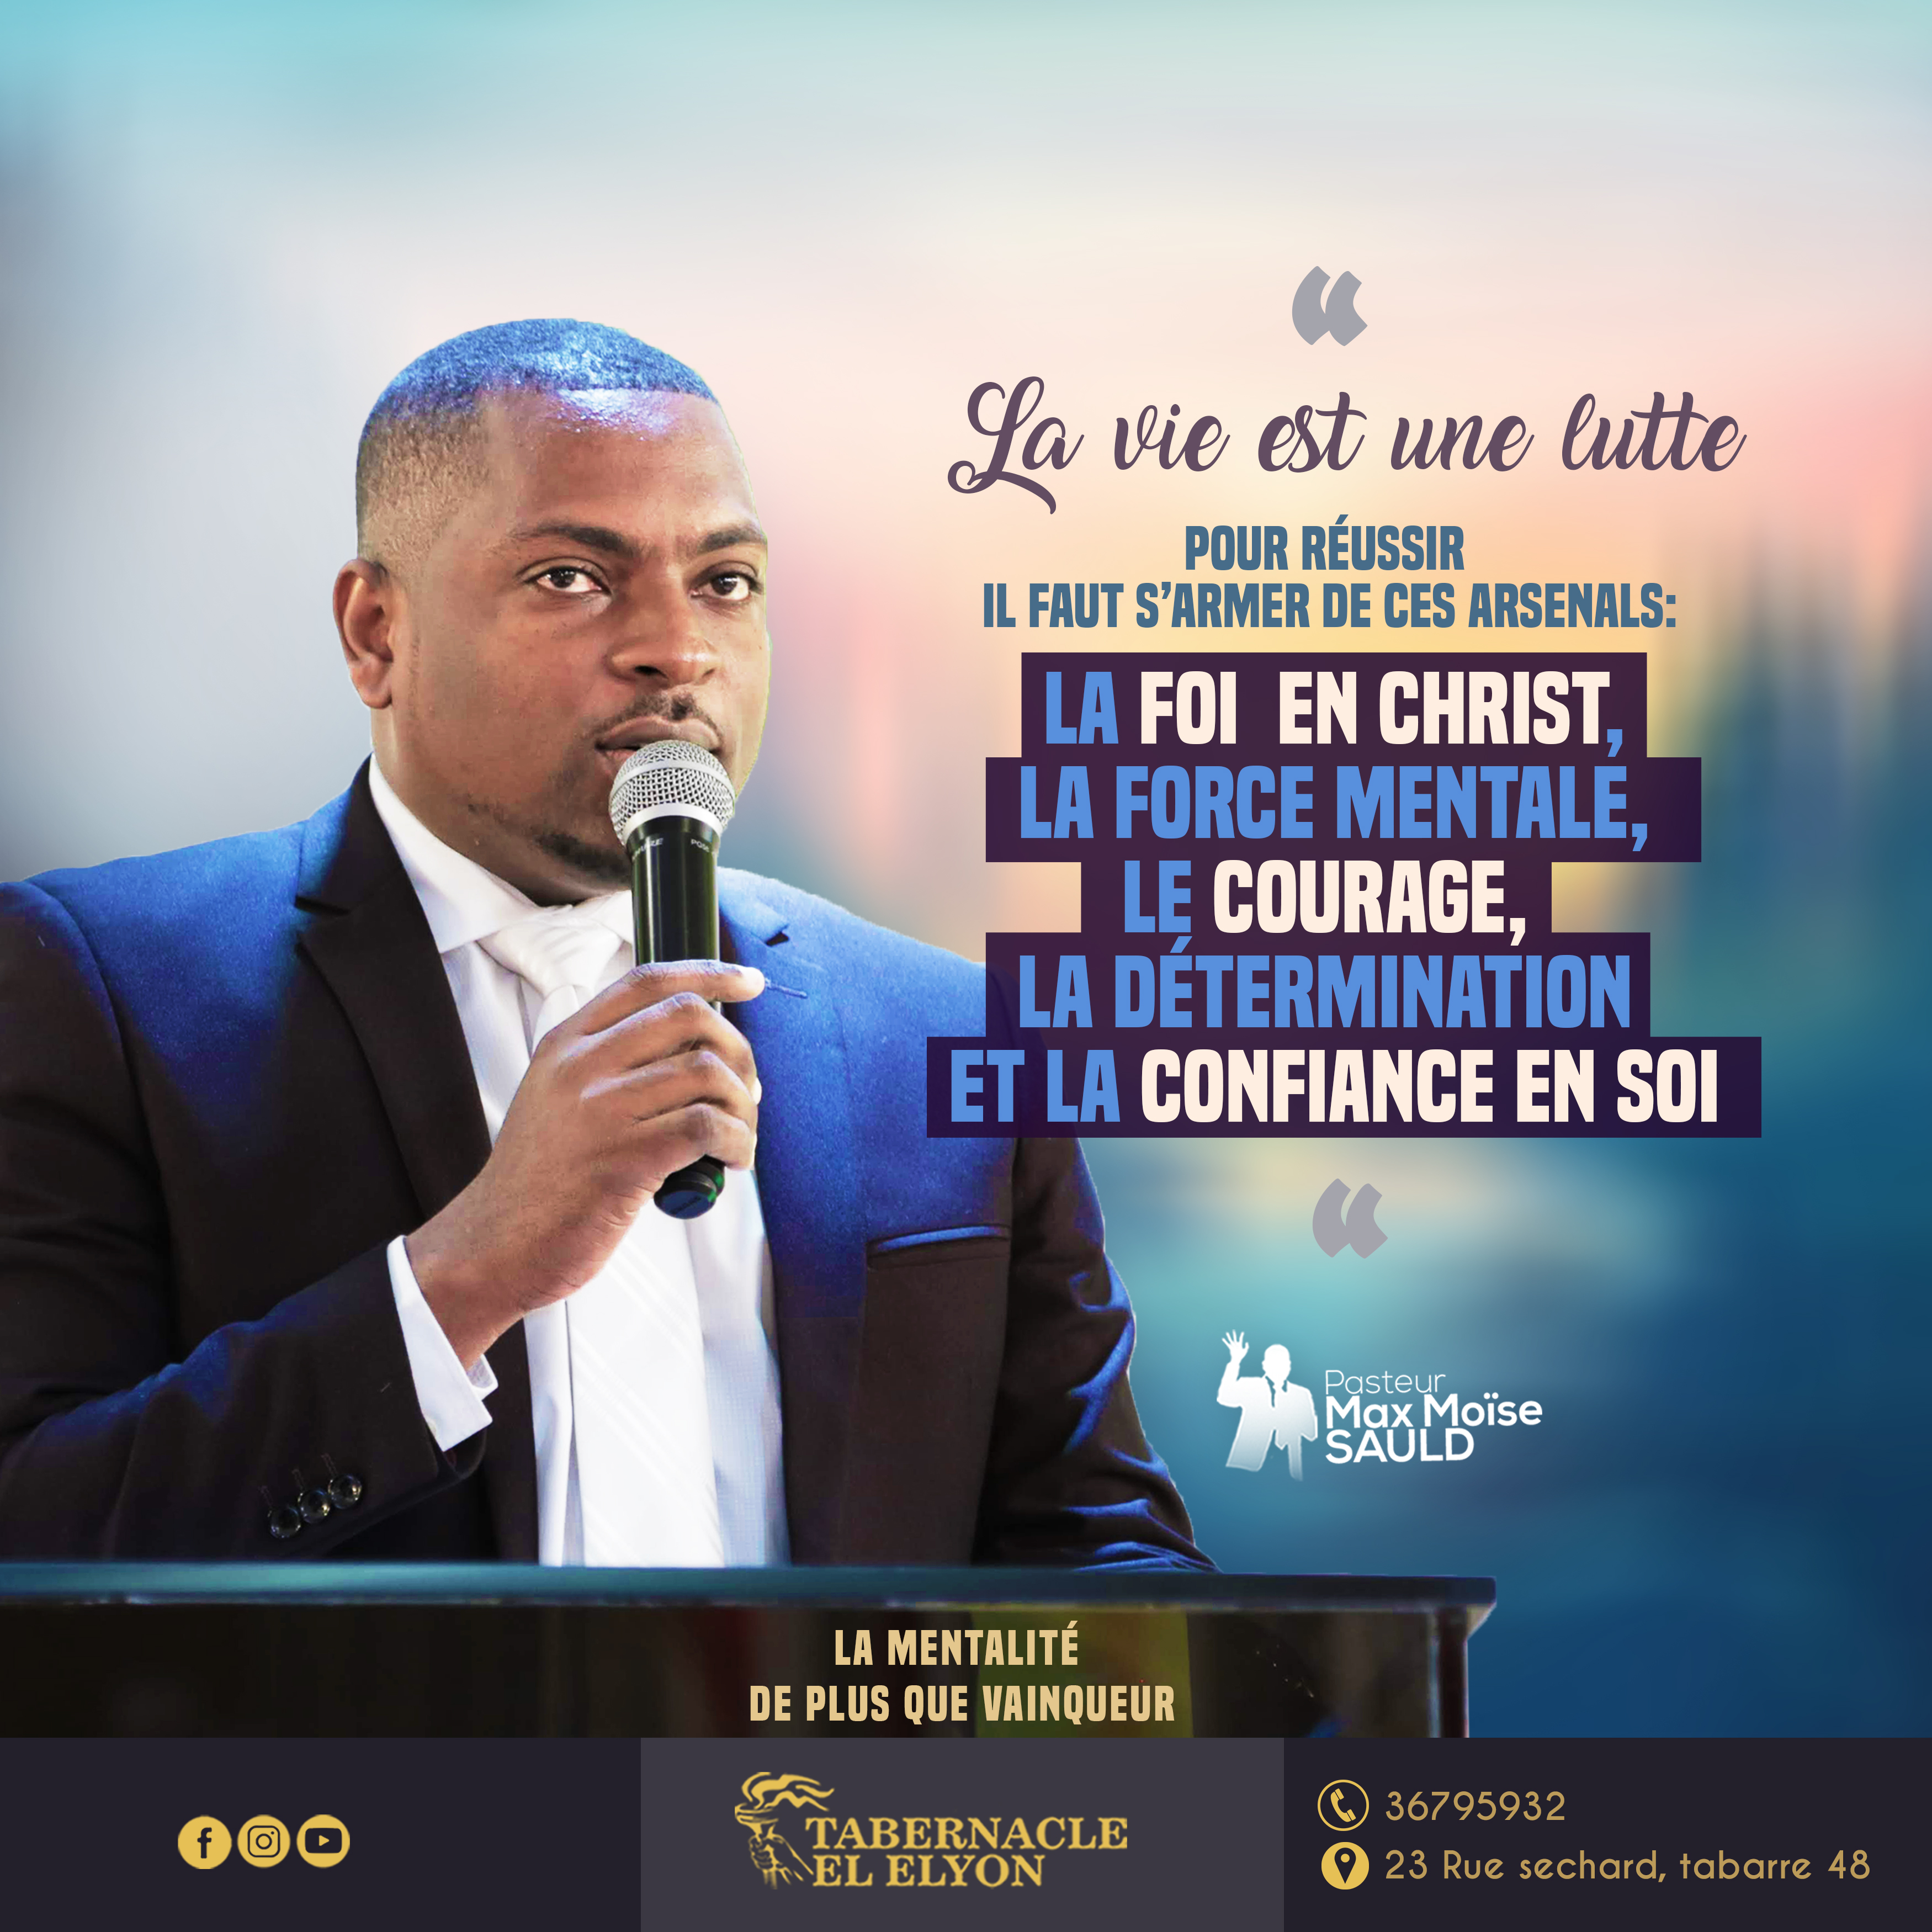 La vie est une lutte
POUR RÉUSSIR
IL FAUT S'ARMER DE CES ARSENALS:
LA FOI EN CHRIST,
LA FORCE MENTALE,
LE COURAGE,
LA DÉTERMINATION
ET LA CONFIANCE EN SOI
Pasteur
Max Moïse
SAULD
LA MENTALITÉ
DE PLUS QUE VAINQUEUR
TABERNACLE
EL ELYON
36795932
23 Rue sechard, tabarre 48